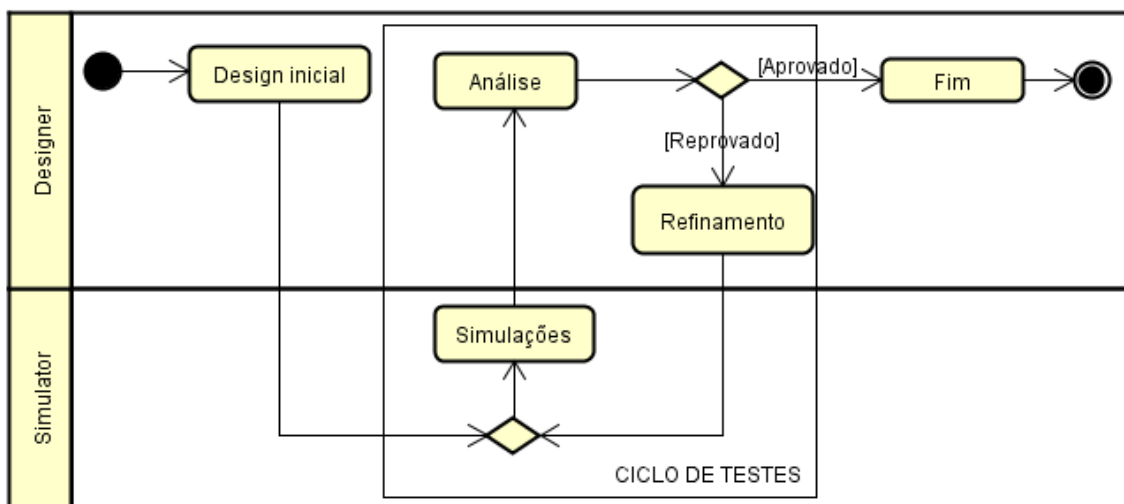 Designer
Design inicial
Análise
[Aprovado]
Fim
[Reprovado]
Refinamento
Simulator
Simulações
CICLO DE TESTES